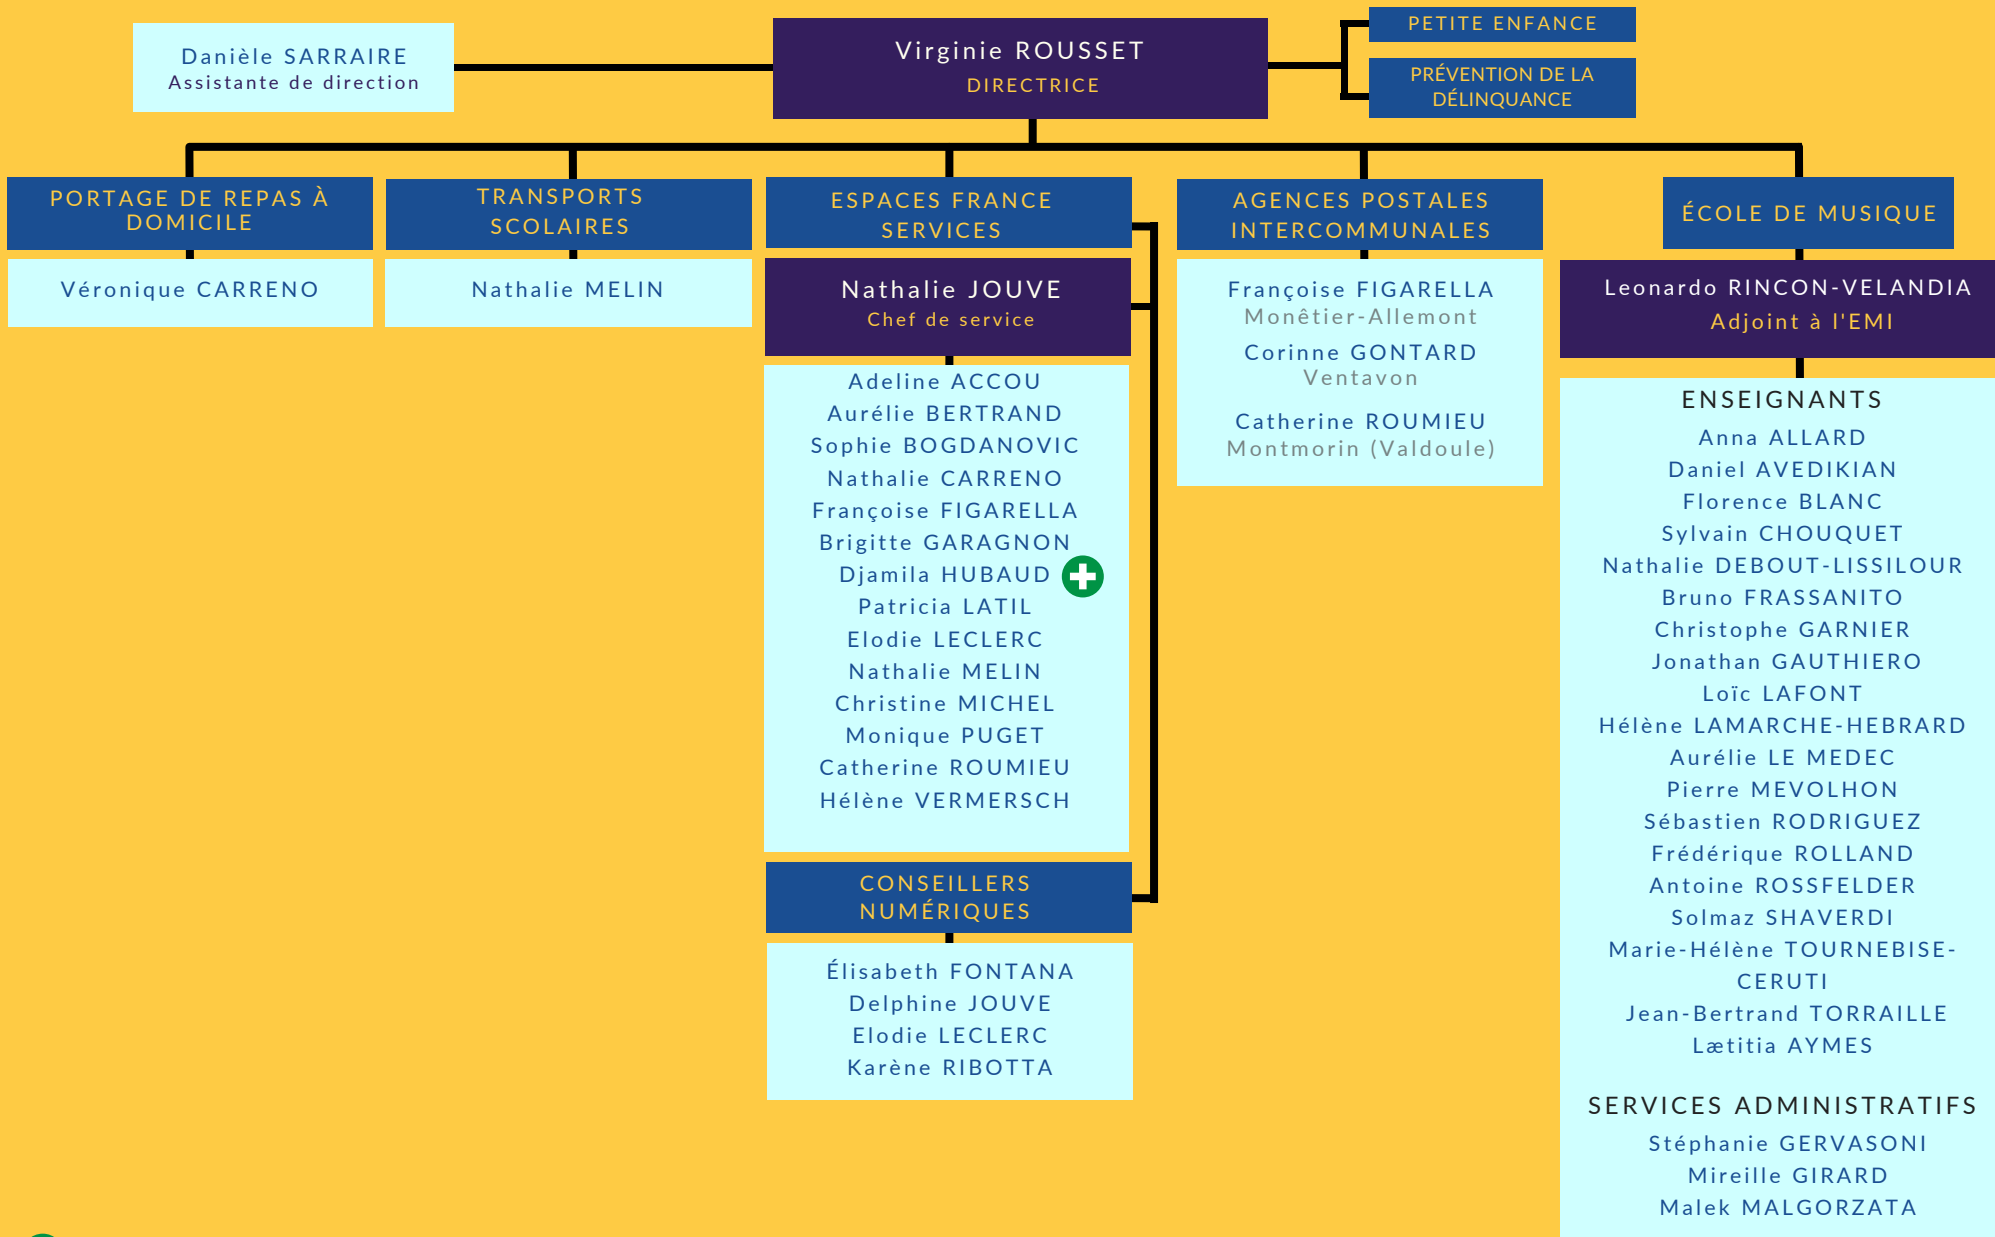 Danièle SARRAIRE
Assistante de direction
Virginie ROUSSET
DIRECTRICE
PETITE ENFANCE
PRÉVENTION DE LA
DÉLINQUANCE
PORTAGE DE REPAS À
DOMICILE
Véronique CARRENO
TRANSPORTS
SCOLAIRES
Nathalie MELIN
ESPACES FRANCE
SERVICES
Nathalie JOUVE
Chef de service
Adeline ACCOU
Aurélie BERTRAND
Sophie BOGDANOVIC
Nathalie CARRENO
Françoise FIGARELLA
Brigitte GARAGNON
Djamila HUBAUD
Patricia LATIL
Elodie LECLERC
Nathalie MELIN
Christine MICHEL
Monique PUGET
Catherine ROUMIEU
Hélène VERMERSCH
CONSEILLERS
NUMÉRIQUES
Élisabeth FONTANA
Delphine JOUVE
Elodie LECLERC
Karène RIBOTTA
AGENCES POSTALES
INTERCOMMUNALES
Françoise FIGARELLA
Monêtier-Allemont
Corinne GONTARD
Ventavon
Catherine ROUMIEU
Montmorin (Valdoule)
ÉCOLE DE MUSIQUE
Leonardo RINCON-VELANDIA
Adjoint à l'EMI
ENSEIGNANTS
Anna ALLARD
Daniel AVEDIKIAN
Florence BLANC
Sylvain CHOUQUET
Nathalie DEBOUT-LISSILOUR
Bruno FRASSANITO
Christophe GARNIER
Jonathan GAUTHIERO
Loïc LAFONT
Hélène LAMARCHE-HEBRARD
Aurélie LE MEDEC
Pierre MEVOLHON
Sébastien RODRIGUEZ
Frédérique ROLLAND
Antoine ROSSFELDER
Solmaz SHAVERDI
Marie-Hélène TOURNEBISE-
CERUTI
Jean-Bertrand TORRAILLE
Lætitia AYMES
SERVICES ADMINISTRATIFS
Stéphanie GERVASONI
Mireille GIRARD
Malek MALGORZATA